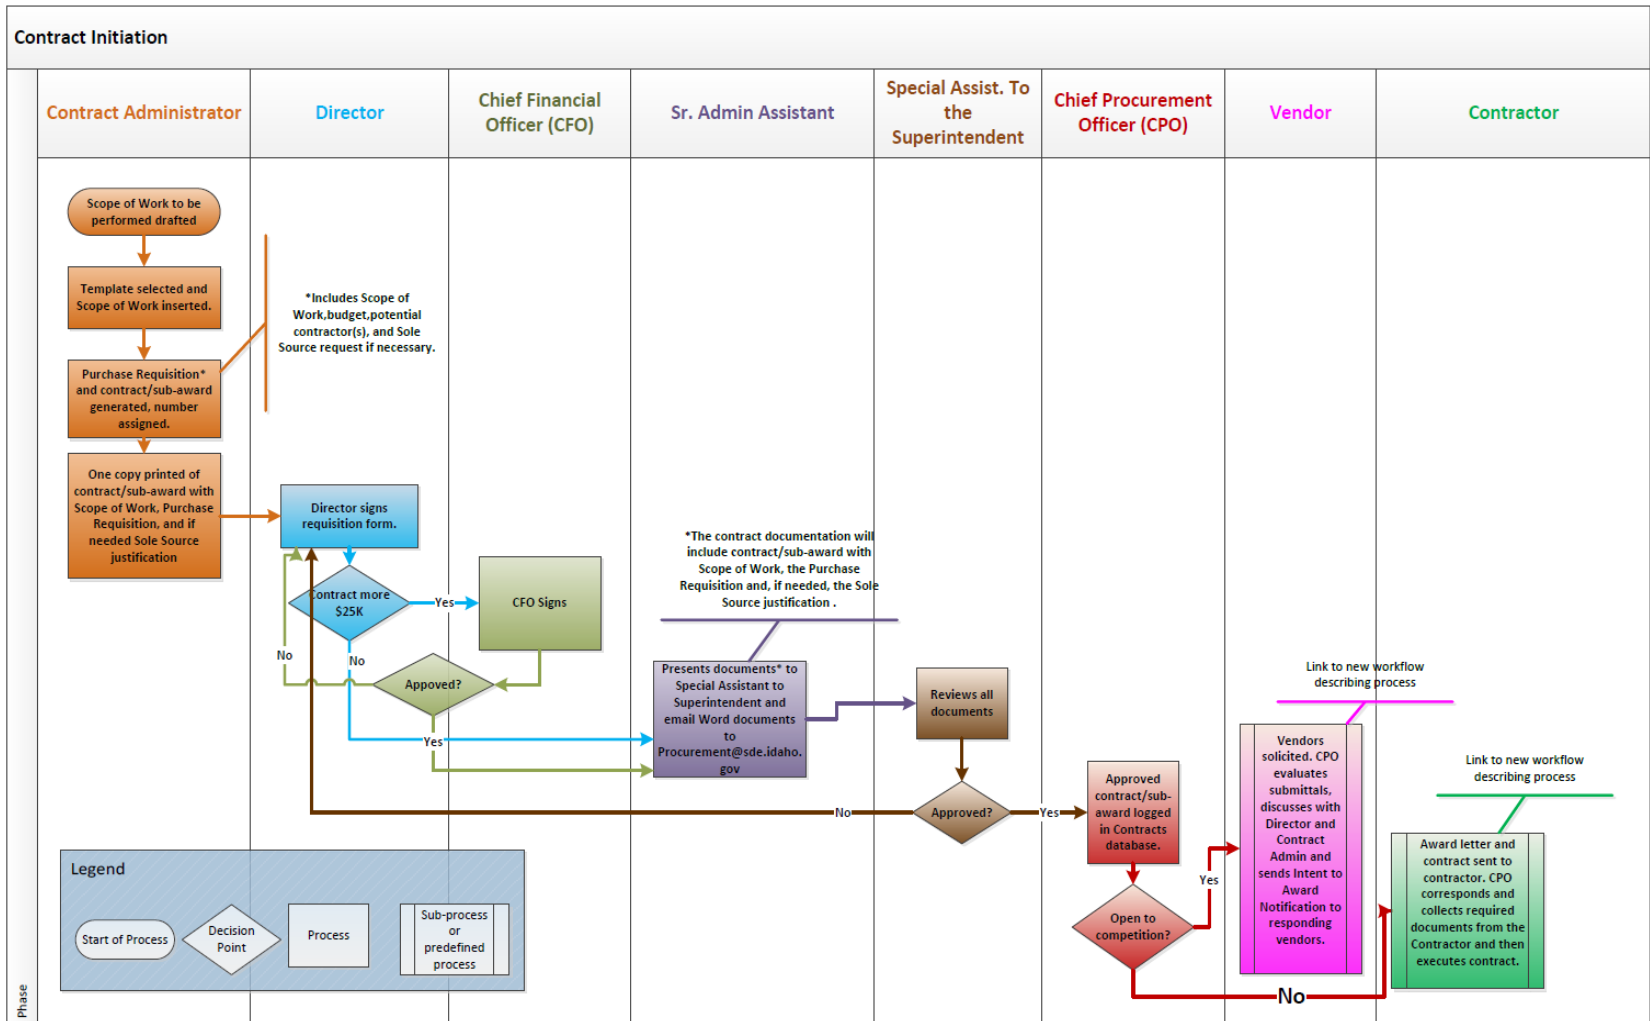 Contract Initiation
Contract Administrator
Director
Chief Financial
Officer (CFO)
Sr. Admin Assistant
Special Assist. To
the
Superintendent
Chief Procurement
Officer (CPO)
Vendor
Contractor
Scope of Work to be
performed drafted
Template selected and
Scope of Work inserted.
Purchase Requisition*
and contract/sub-award
generated, number
assigned.
One copy printed of
contract/sub-award with
Scope of Work, Purchase
Requisition, and if
needed Sole Source
justification
*Includes Scope of
Work,budget,potential
contractor(s), and Sole
Source request if necessary.
Director signs
requisition form.
Contract more
$25K
Yes
No
No
CFO Signs
Appoved?
Yes
*The contract documentation will
include contract/sub-award with
Scope of Work, the Purchase
Requisition and, if needed, the Sole
Source justification .
Presents documents* to
Special Assistant to
Superintendent and
email Word documents
to
Procurement@sde.idaho.
gov
Reviews all
documents
Approved?
No
Yes
Approved
contract/sub-
award logged
in Contracts
database.
Open to
competition?
Yes
No
Link to new workflow
describing process
Vendors
solicited. CPO
evaluates
submittals,
discusses with
Director and
Contract
Admin and
sends Intent to
Award
Notification to
responding
vendors.
Link to new workflow
describing process
Award letter and
contract sent to
contractor. CPO
corresponds and
collects required
documents from the
Contractor and then
executes contract.
Legend
Start of Process
Decision
Point
Process
Sub-process
or
predefined
process
Phase